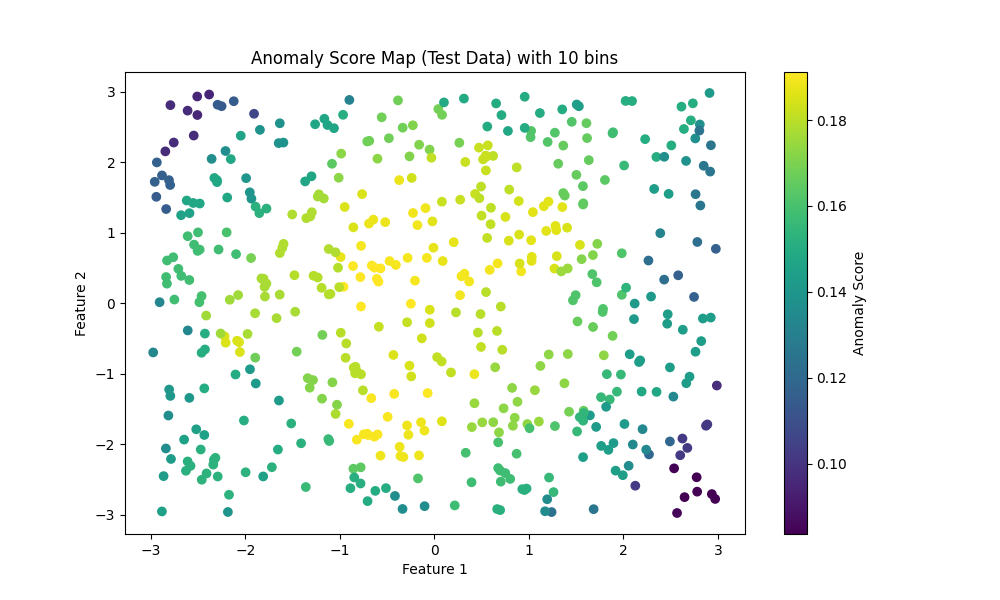 Anomaly Score Map (Test Data) with 10 bins
3
2
1
0
−1
−2
−3
Feature 2
−3 −2 −1 0 1 2 3
Feature 1
0.18
0.16
0.14
0.12
0.10
Anomaly Score